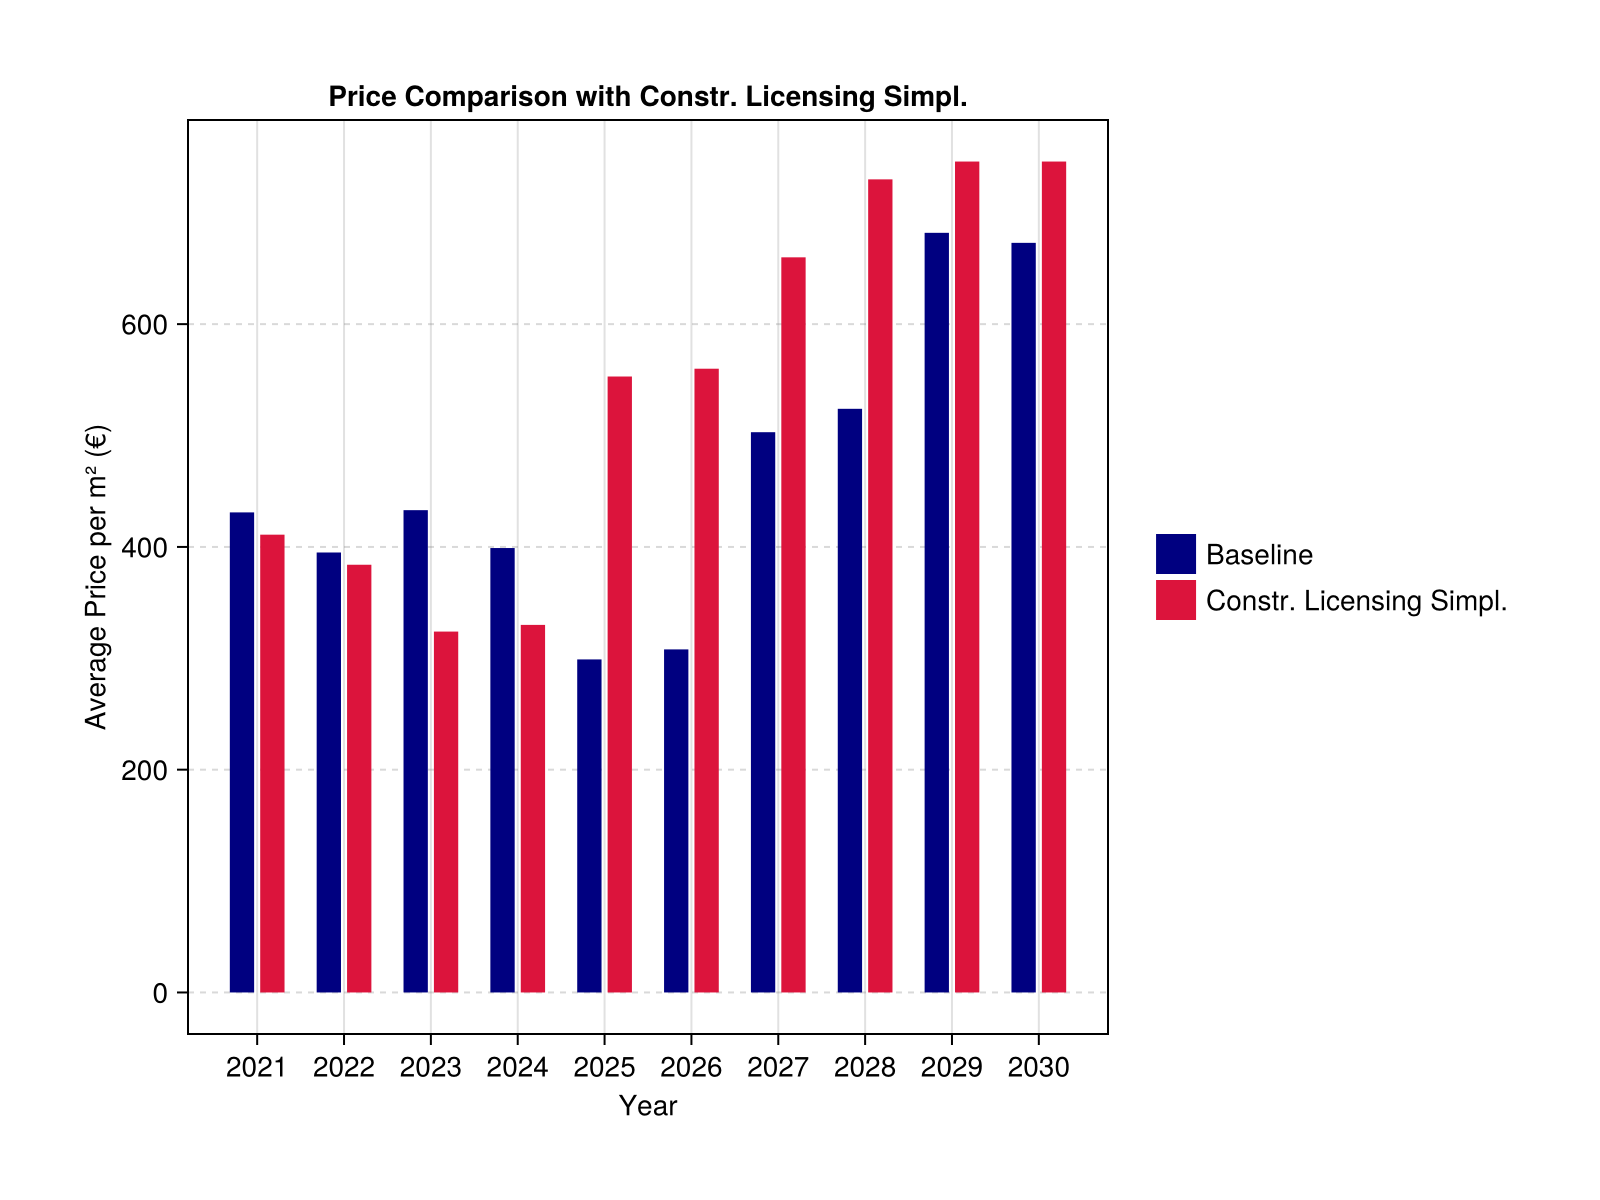 Price Comparison with Constr. Licensing Simpl.
Average Price per m² (€)
600
400
200
0
2021 2022 2023 2024 2025 2026 2027 2028 2029 2030
Year
Baseline
Constr. Licensing Simpl.